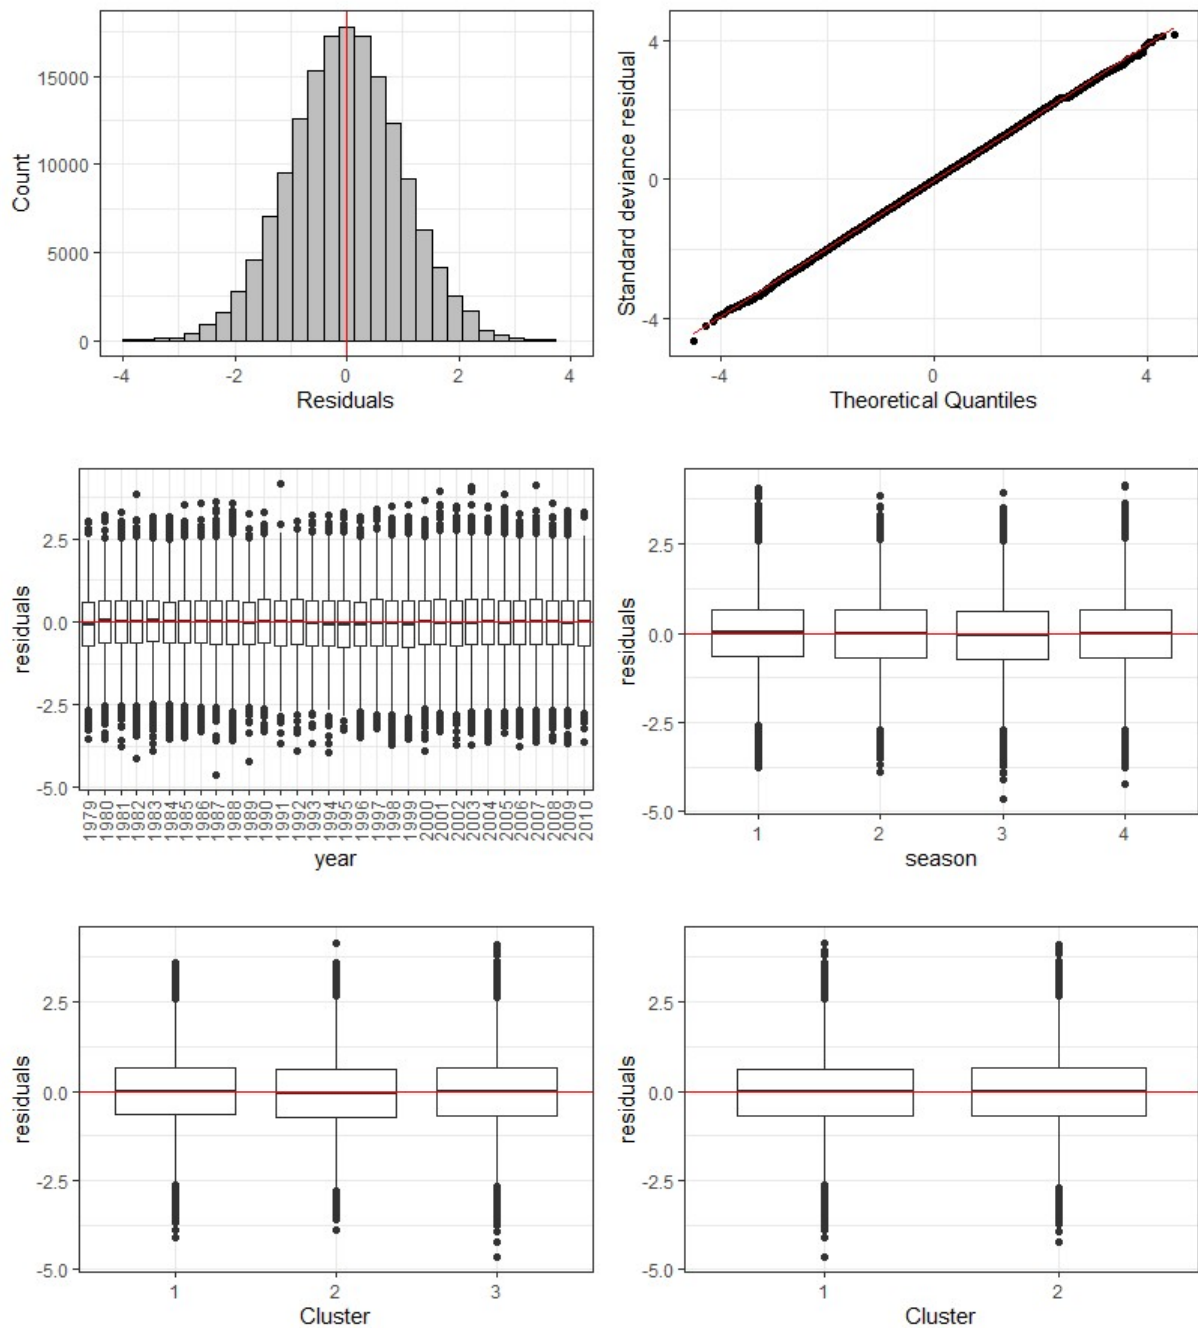 Count
15000
10000
5000
0
-4 -2 0 2 4
Residuals
Standard deviance residual
4
0
-4
-4 0 4
Theoretical Quantiles
residuals
2.5
0.0
-2.5
-5.0
1979 1980 1981 1982 1983 1984 1985 1986 1987 1988 1989 1990 1991 1992 1993 1994 1995 1996 1997 1998 1999 2000 2001 2002 2003 2004 2005 2006 2007 2008 2009 2010
year
residuals
2.5
0.0
-2.5
-5.0
1 2 3 4
season
residuals
2.5
0.0
-2.5
-5.0
1 2 3
Cluster
residuals
2.5
0.0
-2.5
-5.0
1 2
Cluster